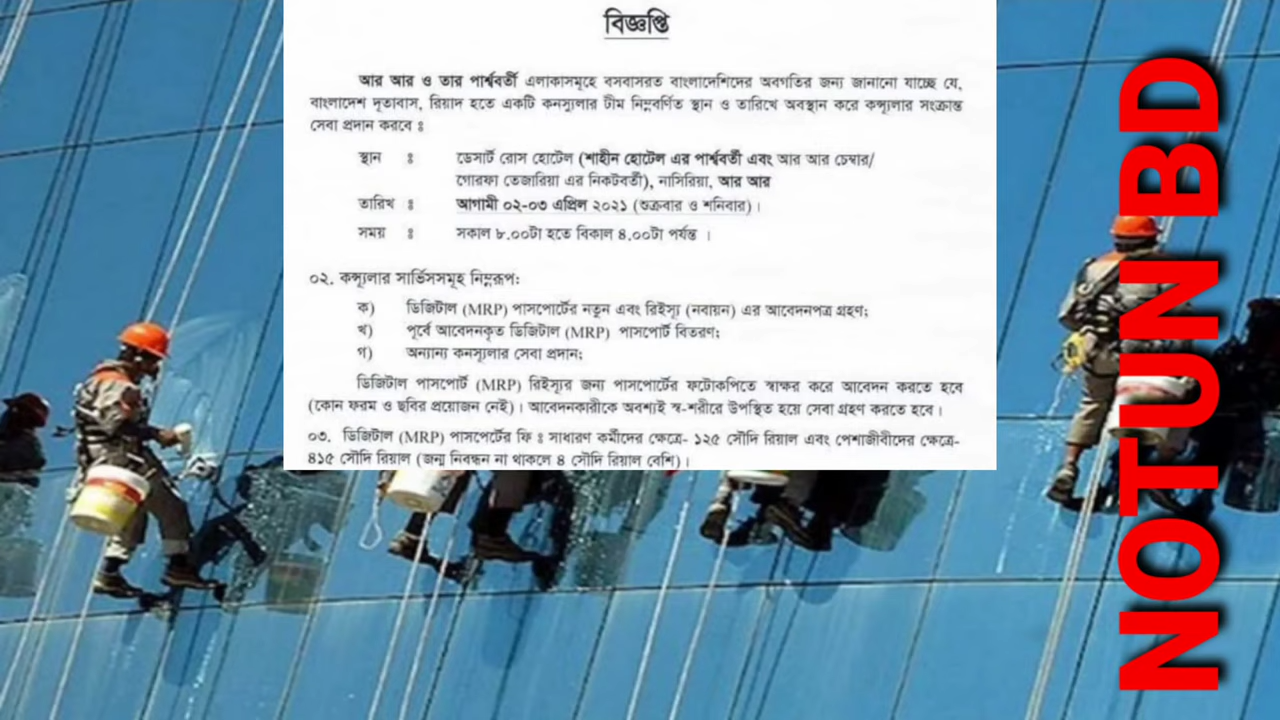 বিজ্ঞপ্তি
আর আর ও তার পার্শ্ববর্তী এলাকাসমূহে বসবাসরত বাংলাদেশিদের অবগতির জন্য জানানো যাচ্ছে যে,
বাংলাদেশ দূতাবাস, রিয়াদ হতে একটি কনস্যুলার টীম নিম্নবর্ণিত স্থান ও তারিখে অবস্থান করে কন্স্যুলার সংক্রান্ত
সেবা প্রদান করবে ঃ
স্থান ঃ ডেসার্ট রোস হোটেল (শাহীন হোটেল এর পার্শ্ববর্তী এবং আর আর চেম্বার/
গোরফা তেজারিয়া এর নিকটবর্তী), নাসিরিয়া, আর আর
তারিখ ঃ আগামী ০২-০৩ এপ্রিল ২০২১ (শুক্রবার ও শনিবার)।
সময় ঃ সকাল ৮.০০টা হতে বিকাল ৪.০০টা পর্যন্ত ।
০২. কন্স্যুলার সার্ভিসসমূহ নিম্নরূপ:
ক) ডিজিটাল (MRP) পাসপোর্টের নতুন এবং রিইস্যূ (নবায়ন) এর আবেদনপত্র গ্রহণ;
খ) পূর্বে আবেদনকৃত ডিজিটাল (MRP) পাসপোর্ট বিতরণ;
গ) অন্যান্য কনস্যুলার সেবা প্রদান;
ডিজিটাল পাসপোর্ট (MRP) রিইস্যুর জন্য পাসপোর্টের ফটোকপিতে স্বাক্ষর করে আবেদন করতে হবে
(কোন ফরম ও ছবির প্রয়োজন নেই)। আবেদনকারীকে অবশ্যই স্ব-শরীরে উপস্থিত হয়ে সেবা গ্রহণ করতে হবে।
০৩. ডিজিটাল (MRP) পাসপের্টের ফি ঃ সাধারণ কর্মীদের ক্ষেত্রে- ১২৫ সৌদি রিয়াল এবং পেশাজীবীদের ক্ষেত্রে-
৪১৫ সৌদি রিয়াল (জন্ম নিবন্ধন না থাকলে ৪ সৌদি রিয়াল বেশি)।
NOTUN BD